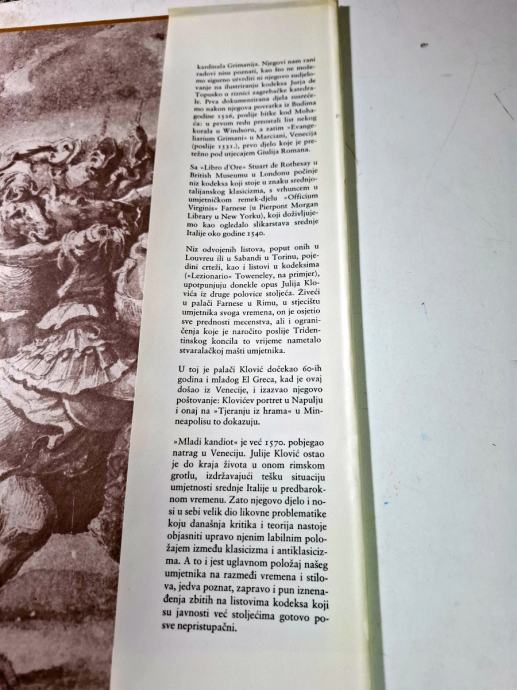 kardinala Grimanija. Njegovi nam rani
radovi nisu poznati, kao što ne može-
mo sigurno utvrditi ni njegovo sudjelo-
vanje na ilustriranju kodeksa Jurja de
Topusko u riznici zagrebačke katedra-
le. Prva dokumentirana djela susreće-
mo nakon njegova povratka iz Budima
godine 1526, poslije bitke kod Moha-
ča: u prvom redu preostali list nekog
korala u Windsoru, a zatim »Evange-
liarium Grimani« u Marciani, Venecija
(poslije 1531.), prvo djelo koje je pre-
težno pod utjecajem Giulija Romana.
Sa »Libro d'Ore« Stuart de Rothesay u
British Museumu u Londonu počinje
niz kodeksa koji stoje u znaku srednjo-
talijanskog klasicizma, s vrhuncem u
umjetničkom remek-djelu »Officium
Virginis« Farnese (u Pierpont Morgan
Library u New Yorku), koji doživljuje-
mo kao ogledalo slikarstava srednje
Italije oko godine 1540.
Niz odvojenih listova, poput onih u
Louvreu ili u Sabandi u Torinu, poje-
dini crteži, kao i listovi u kodeksima
(»Lezionario« Towneley, na primjer),
upotpunjuju donekle opus Julija Klo-
vića iz druge polovice stoljeća. Živeći
u palači Farnese u Rimu, u stjecištu
umjetnika svoga vremena, on je osjetio
sve prednosti mecenstva, ali i ograni-
čenja koje je naročito poslije Triden-
tinskog koncila to vrijeme nametalo
stvaralačkoj mašti umjetnika.
U toj je palači Klović dočekao 60-ih
godina i mladog El Greca, kad je ovaj
došao iz Venecije, i izazvao njegovo
poštovanje: Klovićev portret u Napulju
i onaj na »Tjeranju iz hrama« u Min-
neapolisu to dokazuju.
»Mladi kandiot« je već 1570. pobjegao
natrag u Veneciju. Julije Klović ostao
je do kraja života u onom rimskom
grotlu, izdržavajući tešku situaciju
umjetnosti srednje Italije u predbarok-
nom vremenu. Zato njegovo djelo i no-
si u sebi velik dio likovne problematike
koju današnja kritika i teorija nastoje
objasniti upravo njenim labilnim polo-
žajem između klasicizma i antiklasiciz-
ma. A to i jest uglavnom položaj našeg
umjetnika na razmeđi vremena i stilo-
va, jedva poznat, zapravo i pun iznena-
đenja zbitih na listovima kodeksa koji
su javnosti već stoljećima gotovo po-
sve nepristupačni.